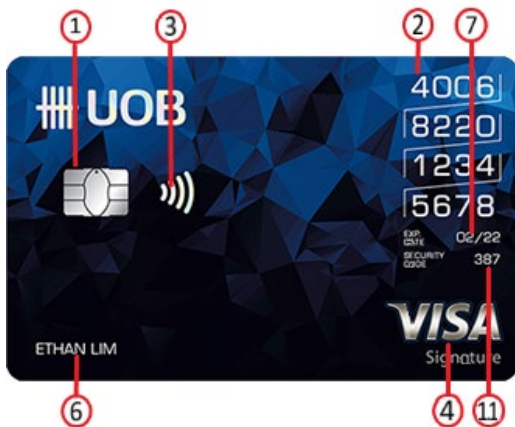 1 3 2 7
UOB
4006
8220
1234
5678
EXP. DATE 02/22
SECURITY CODE 387
VISA
Signature
ETHAN LIM
6 4 11